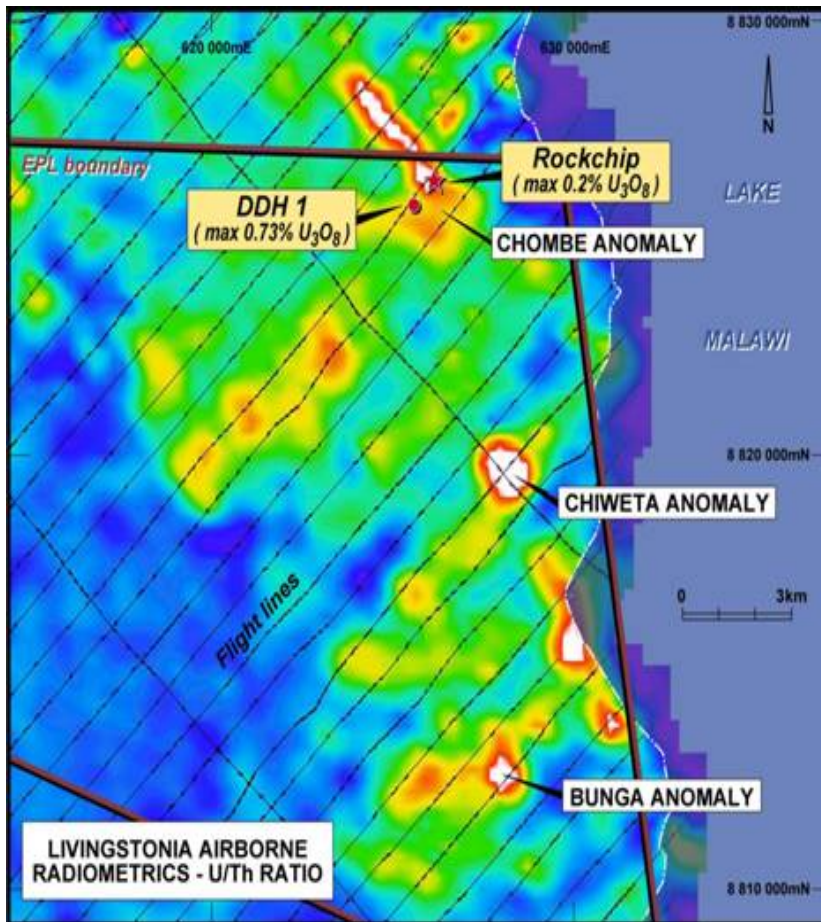 8 830 000mN
620 000mE
630 000mE
N
EPL boundary
Rockchip
( max 0.2% U₃O₈ )
LAKE
DDH 1
( max 0.73% U₃O₈ )
CHOMBE ANOMALY
MALAWI
8 820 000mN
CHIWETA ANOMALY
0 3km
Flight lines
BUNGA ANOMALY
LIVINGSTONIA AIRBORNE
RADIOMETRICS - U/Th RATIO
8 810 000mN